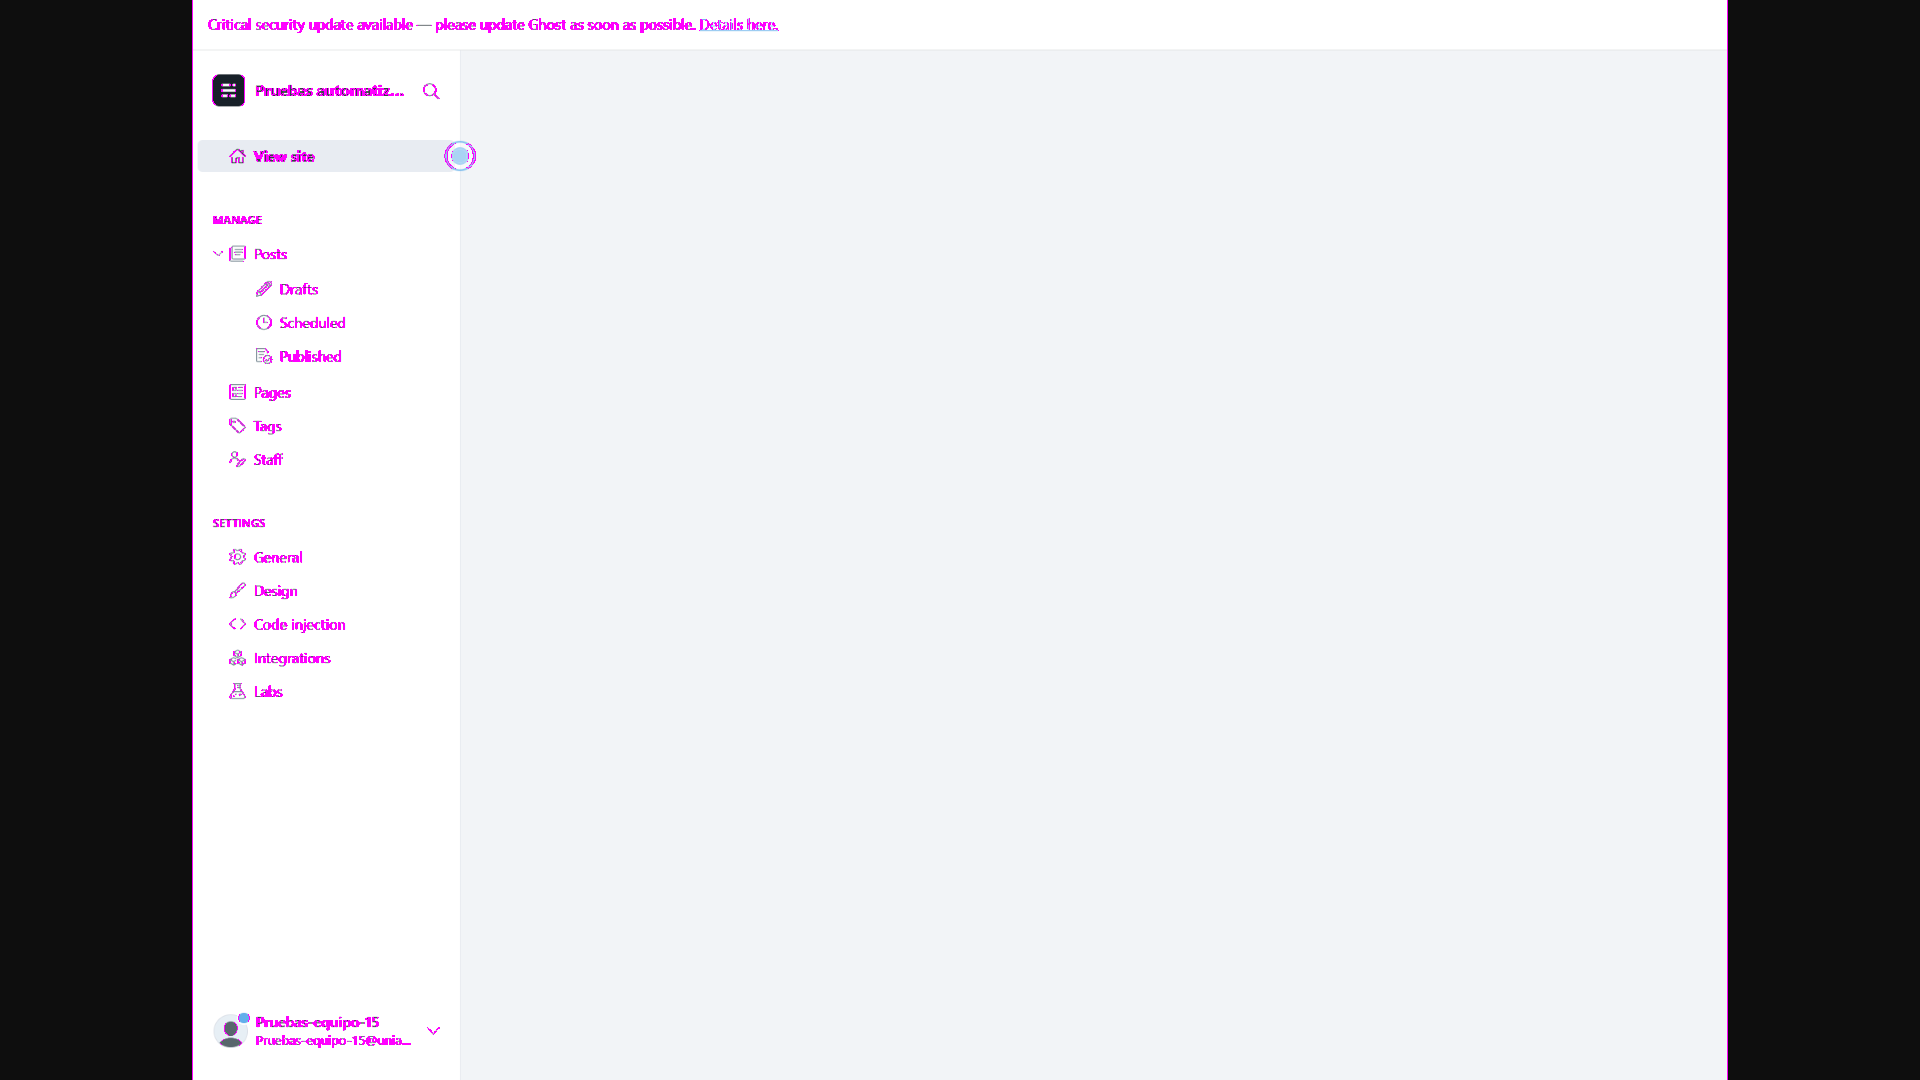 Critical security update available — please update Ghost as soon as possible. Details here.
Pruebas automatiz...
View site
MANAGE
Posts
Drafts
Scheduled
Published
Pages
Tags
Staff
SETTINGS
General
Design
Code injection
Integrations
Labs
Pruebas-equipo-15
Pruebas-equipo-15@unia...